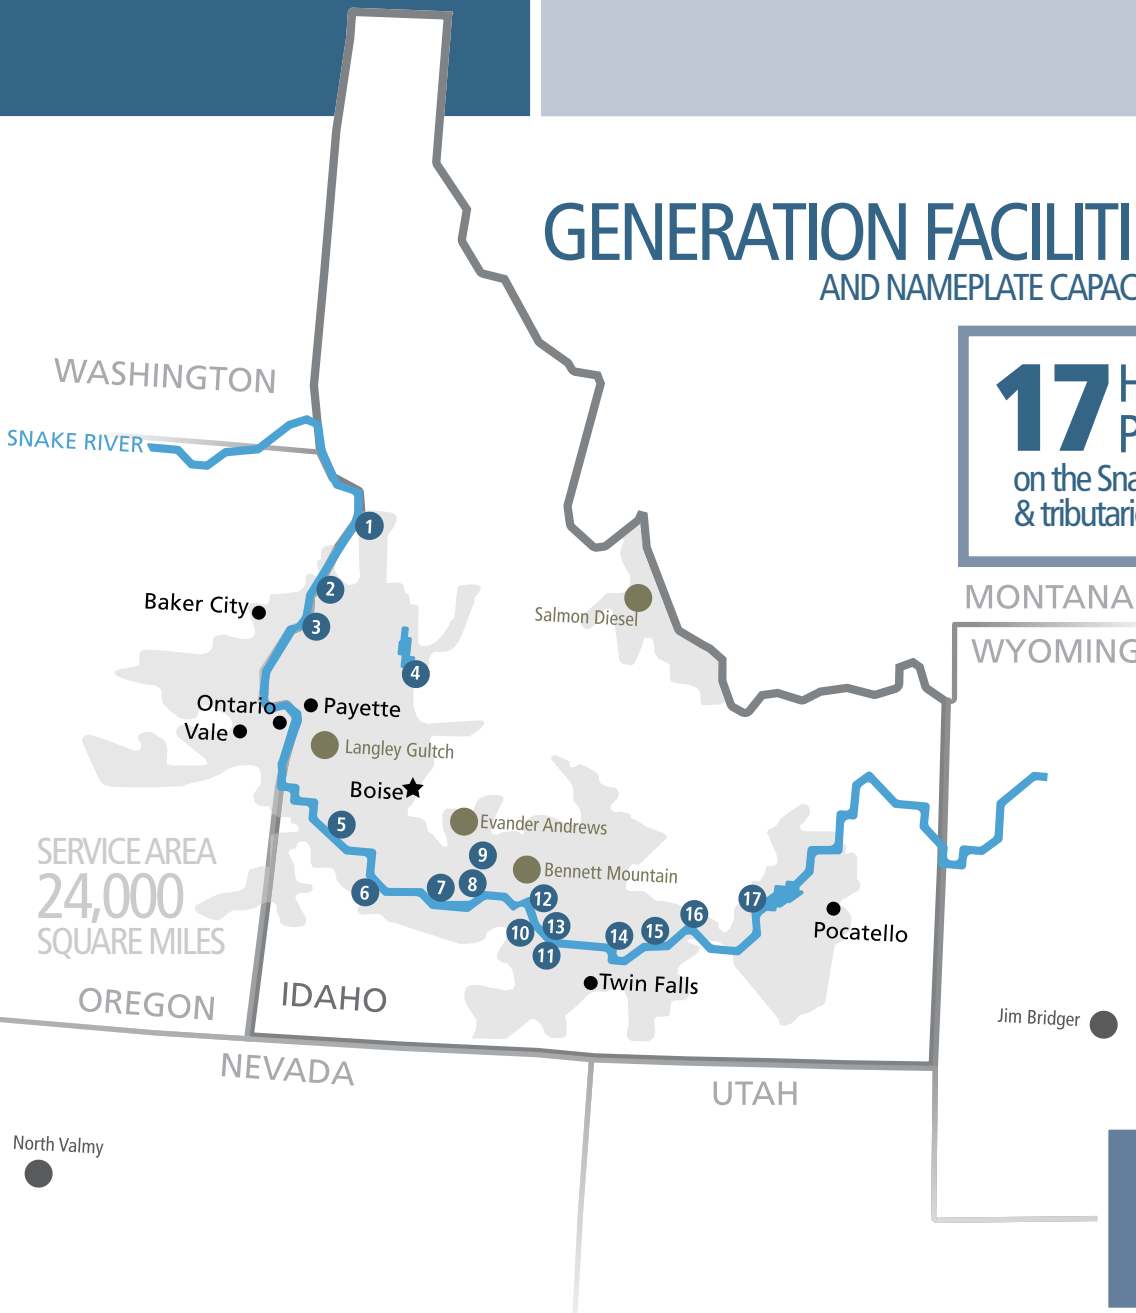 GENERATION FACILITI
AND NAMEPLATE CAPAC
17
H
P
on the Sna
& tributari
WASHINGTON
SNAKE RIVER
MONTANA
WYOMING
1
2
3
4
Baker City
Salmon Diesel
Ontario
Payette
Vale
Langley Gultch
Boise
5
Evander Andrews
9
Bennett Mountain
6
7
8
12
10
13
11
14
15
16
17
Pocatello
Twin Falls
SERVICE AREA
24,000
SQUARE MILES
OREGON
IDAHO
Jim Bridger
NEVADA
UTAH
North Valmy